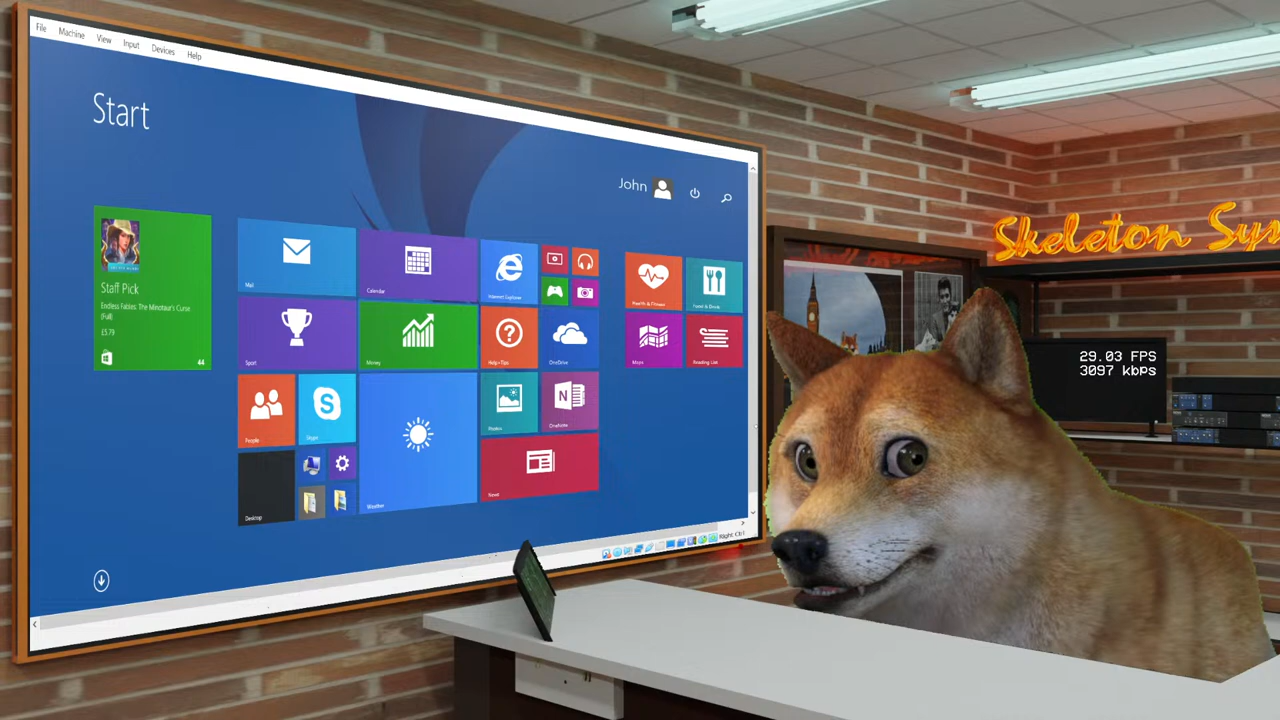 File Machine View Input Devices Help
Start
John
Staff Pick
Endless Fables: The Minotaur's Curse
(Full)
£5.79
44
Mail
Calendar
Internet Explorer
Health & Fitness
Food & Drink
Sport
Money
Help+Tips
OneDrive
Maps
Reading List
People
Skype
Weather
Photos
OneNote
Desktop
News
Right Ctrl
Skeleton Sys
29.03 FPS
3097 kbps